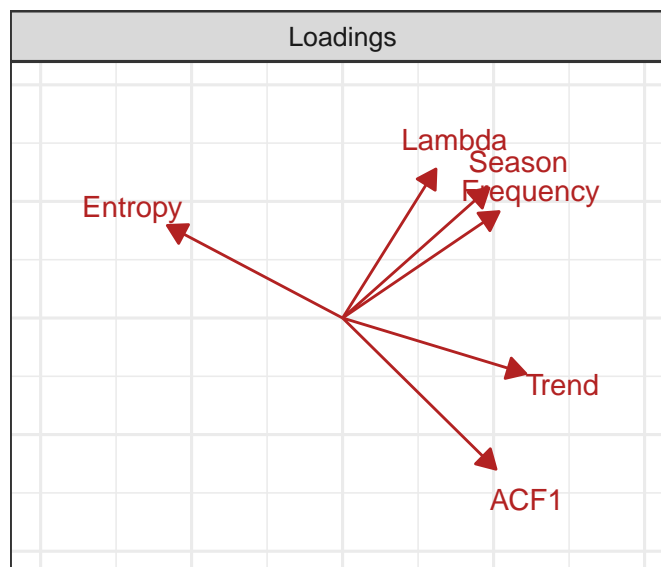 Loadings
Lambda
Season
Frequency
Entropy
Trend
ACF1